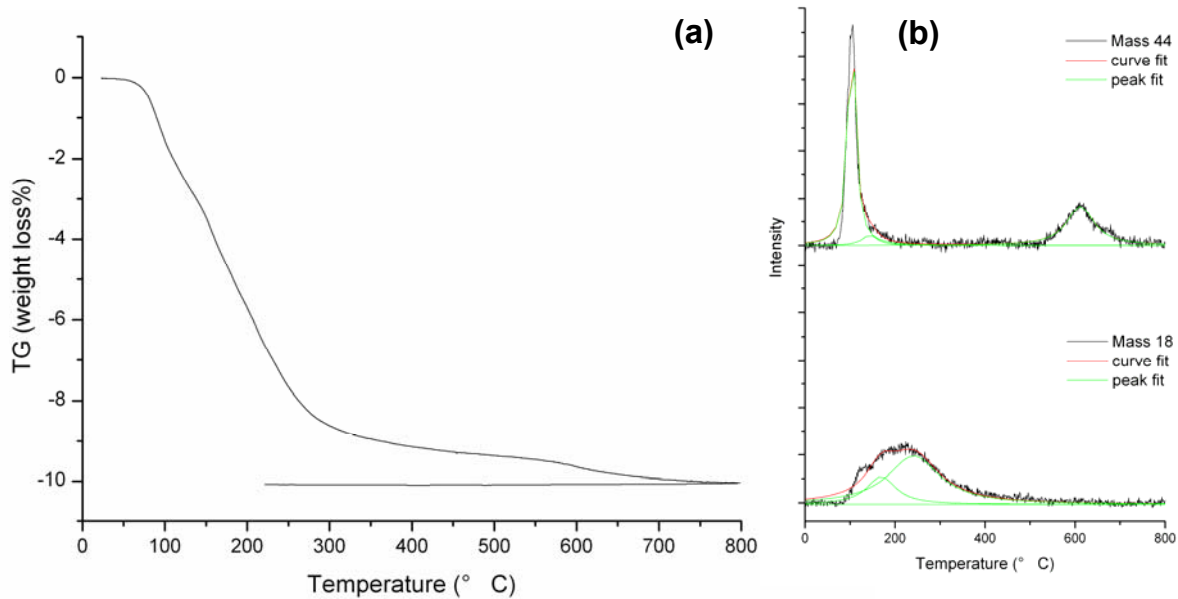 (a)
TG (weight loss%)
0
-2
-4
-6
-8
-10
0 100 200 300 400 500 600 700 800
Temperature (° C)
(b)
Mass 44
curve fit
peak fit
Intensity
Mass 18
curve fit
peak fit
0 200 400 600 800
Temperature (° C)